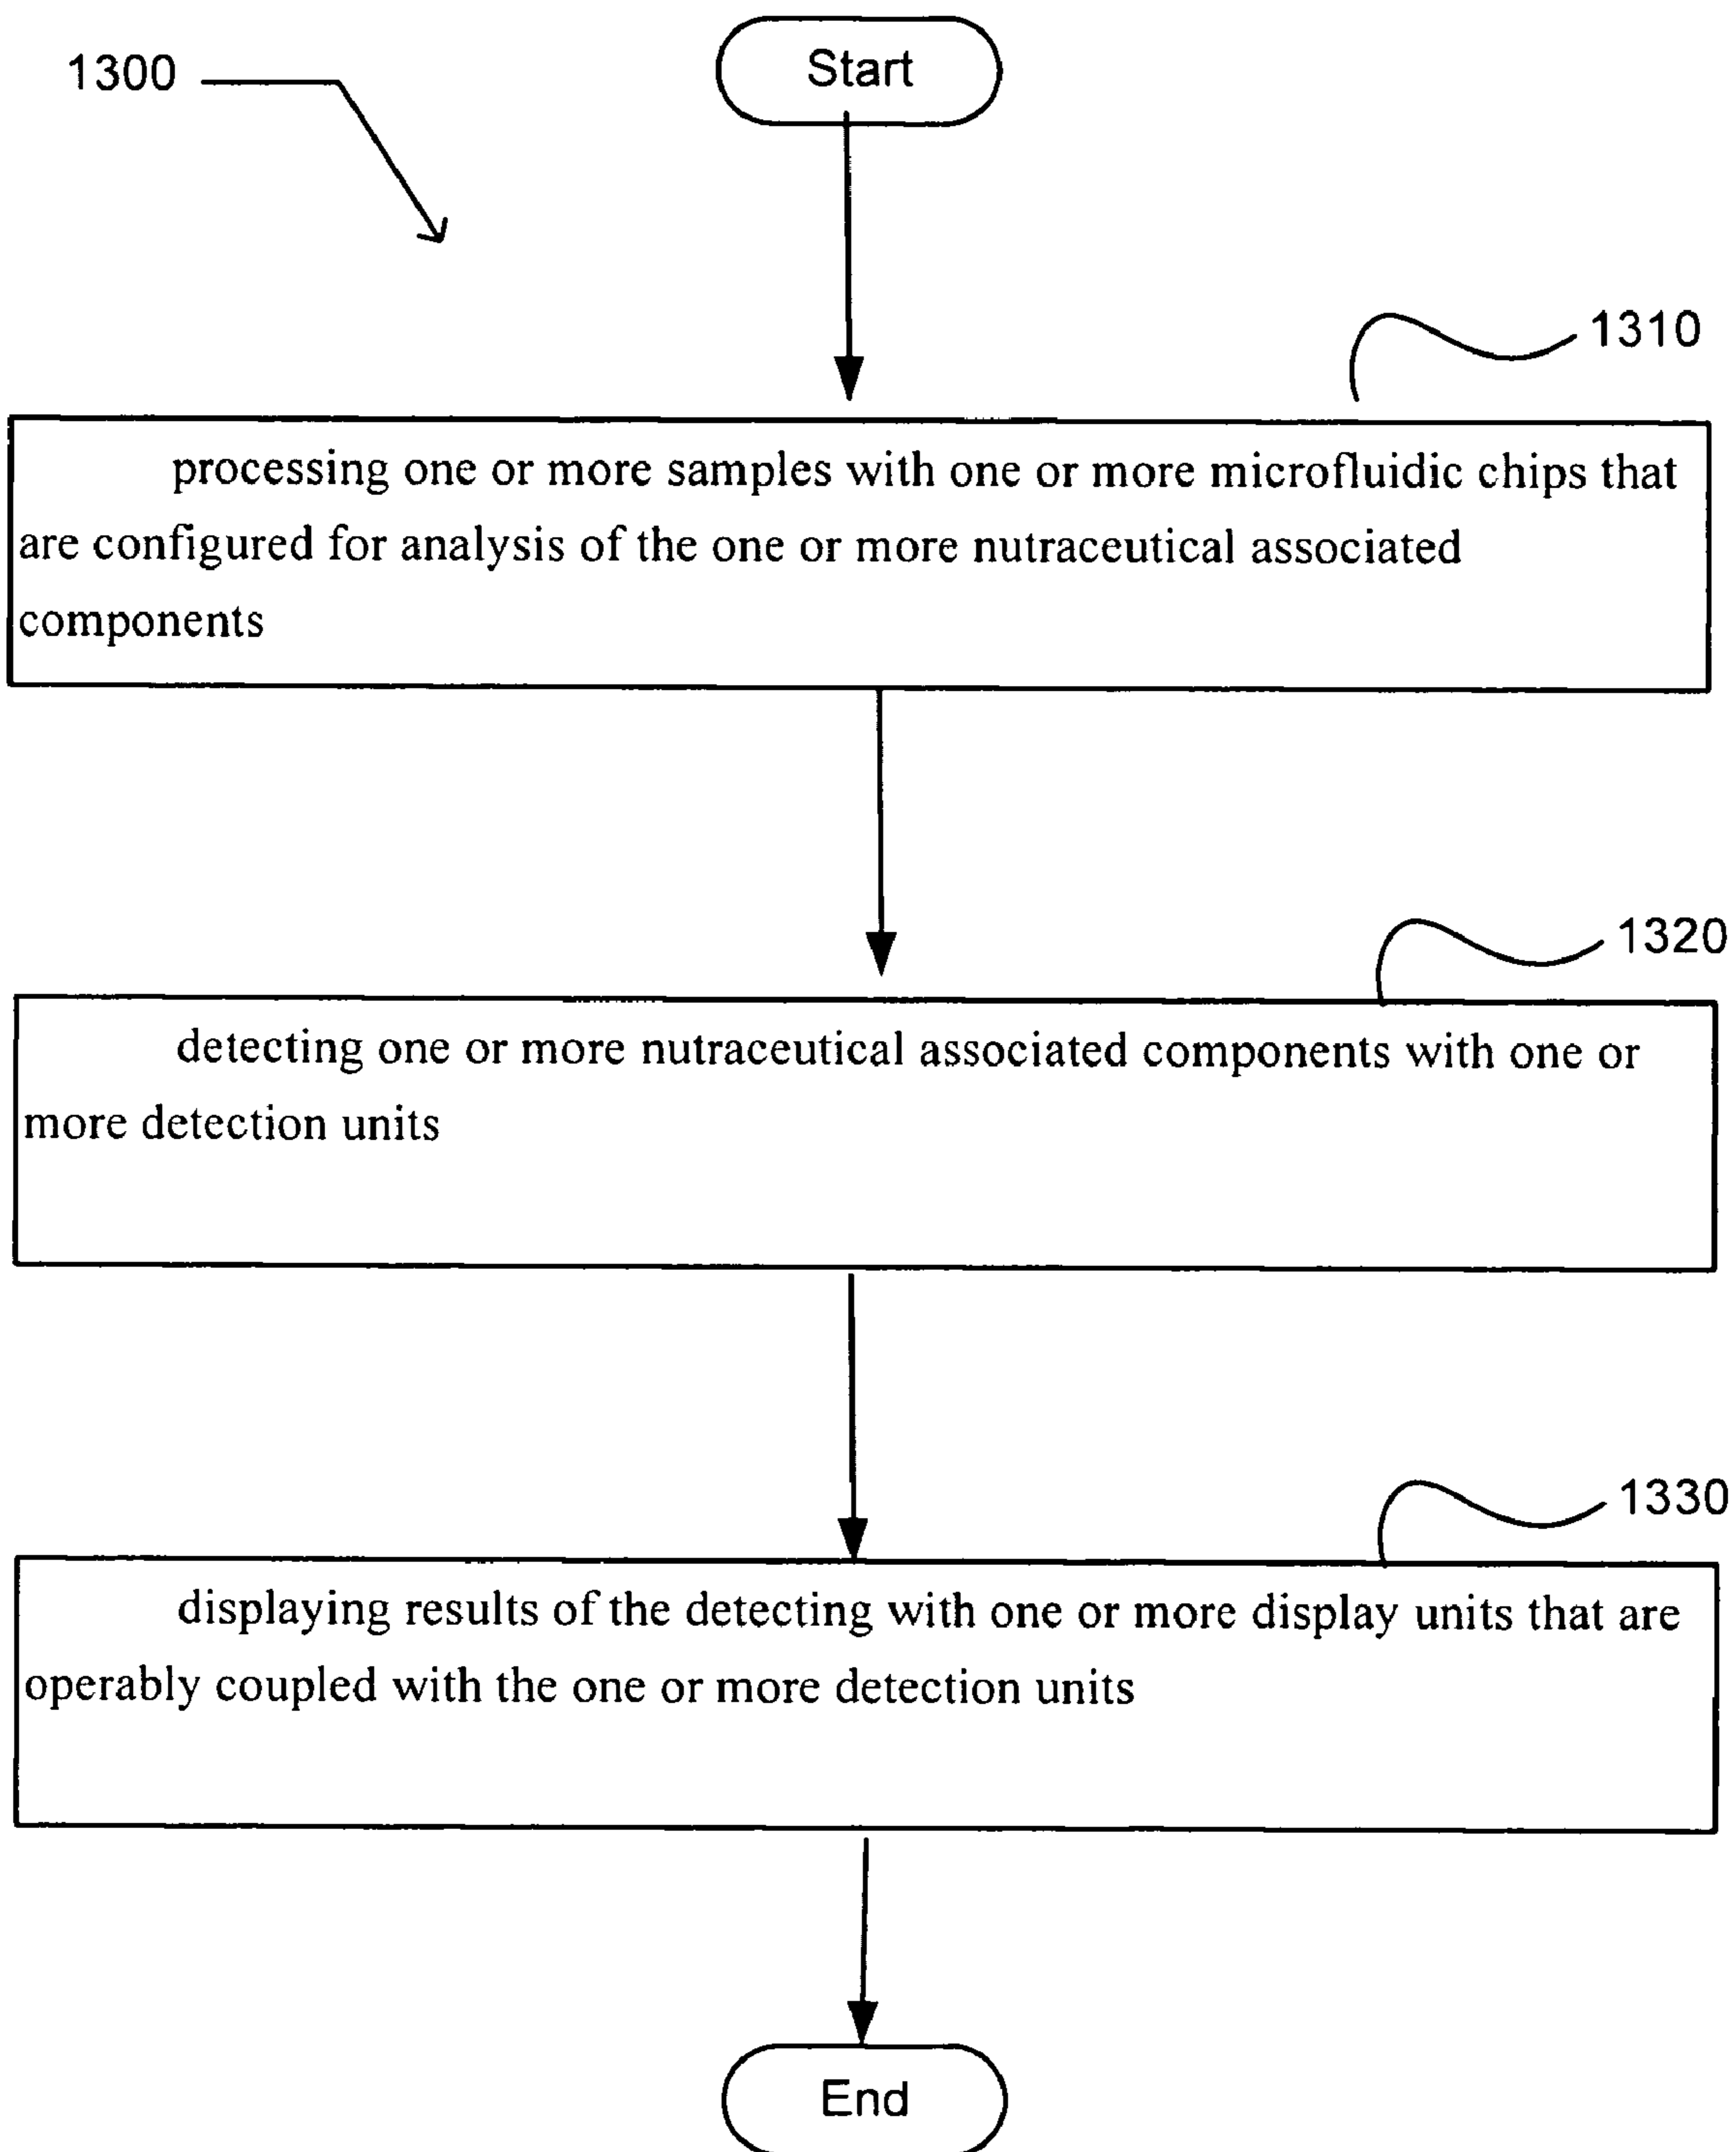 Start
1300
1310
processing one or more samples with one or more microfluidic chips that
are configured for analysis of the one or more nutraceutical associated
components
1320
detecting one or more nutraceutical associated components with one or
more detection units
1330
displaying results of the detecting with one or more display units that are
operably coupled with the one or more detection units
End